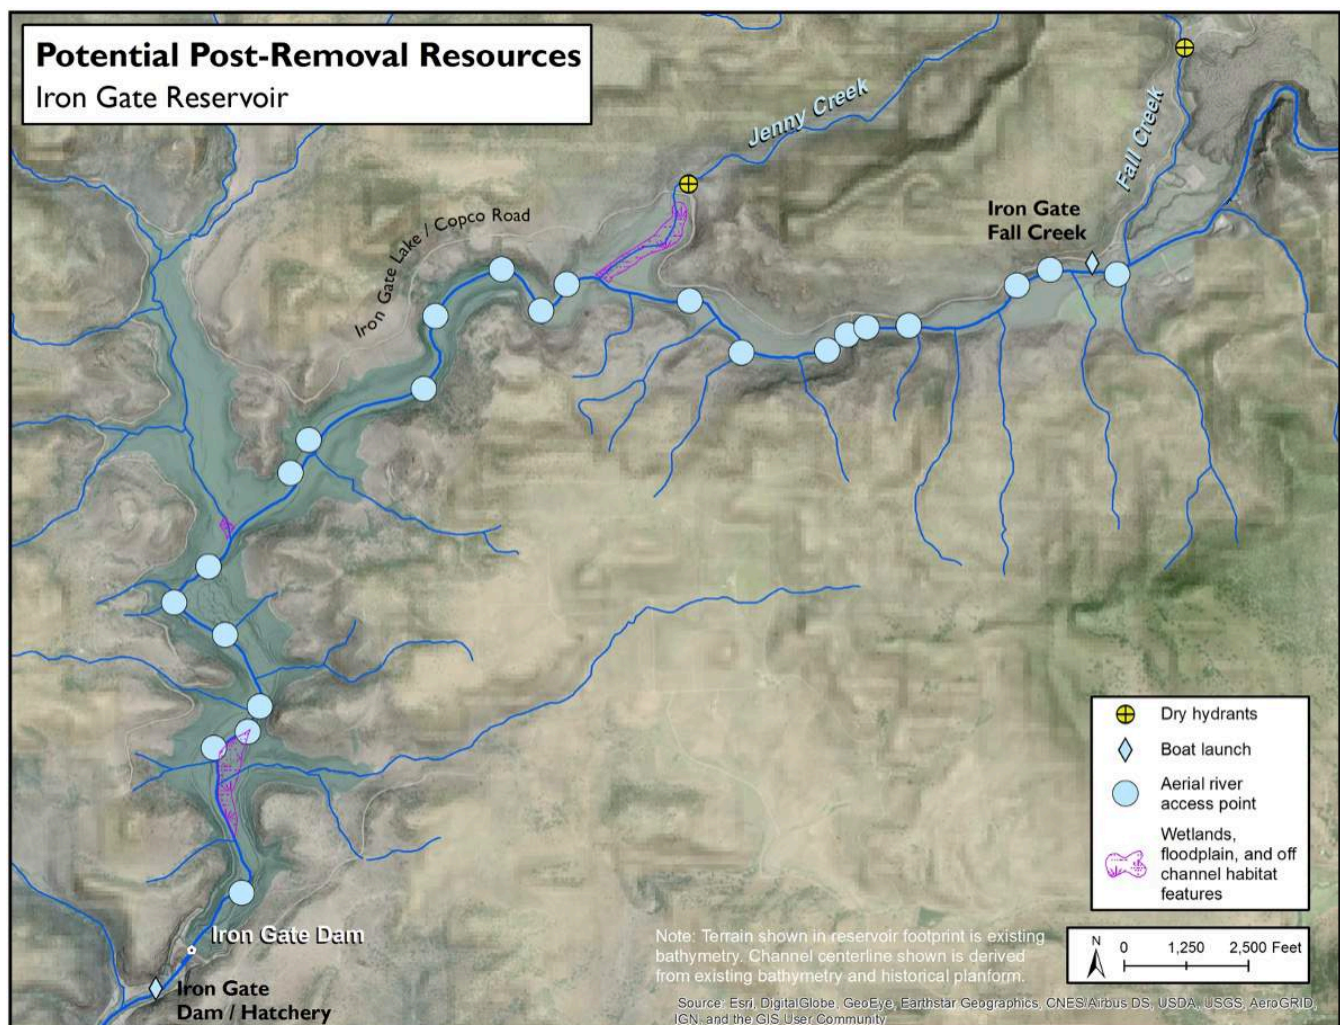 Potential Post-Removal Resources
Iron Gate Reservoir
Jenny Creek
Fall Creek
Iron Gate Lake / Copco Road
Iron Gate
Fall Creek
Dry hydrants
Boat launch
Aerial river
access point
Wetlands,
floodplain, and off
channel habitat
features
Iron Gate Dam
Iron Gate
Dam / Hatchery
Note: Terrain shown in reservoir footprint is existing
bathymetry. Channel centerline shown is derived
from existing bathymetry and historical planform.
N
0 1,250 2,500 Feet
Source: Esri, DigitalGlobe, GeoEye, Earthstar Geographics, CNES/Airbus DS, USDA, USGS, AeroGRID,
IGN, and the GIS User Community